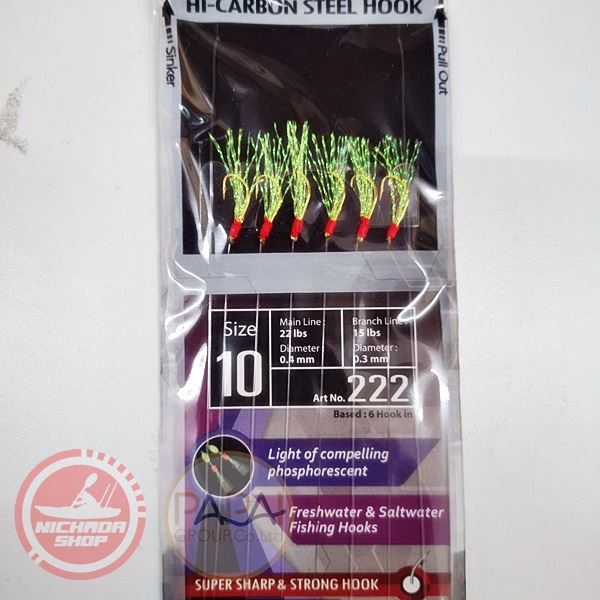 HI-CARBON STEEL HOOK
Sinker
Pull Out
Size
10
Main Line :
22 lbs
Diameter :
0.4 mm
Branch Line :
15 lbs
Diameter :
0.3 mm
Art No. 222
Based : 6 Hook in
Light of compelling
phosphorescent
Freshwater & Saltwater
Fishing Hooks
SUPER SHARP & STRONG HOOK
NICHADA
SHOP
GROUP.Co.Ltd